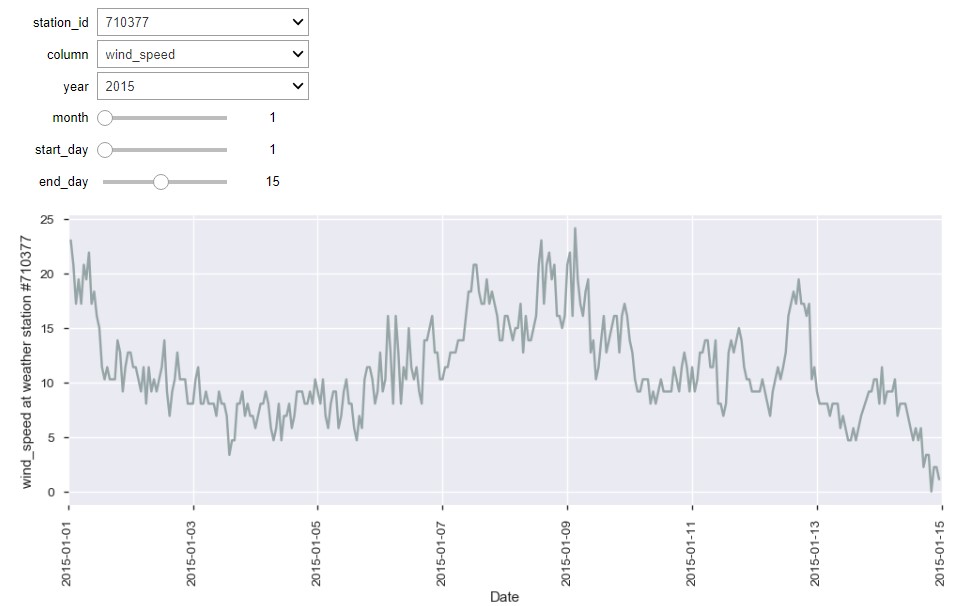 station_id 710377
column wind_speed
year 2015
month 1
start_day 1
end_day 15
wind_speed at weather station #710377
25
20
15
10
5
0
2015-01-01
2015-01-03
2015-01-05
2015-01-07
2015-01-09
2015-01-11
2015-01-13
2015-01-15
Date